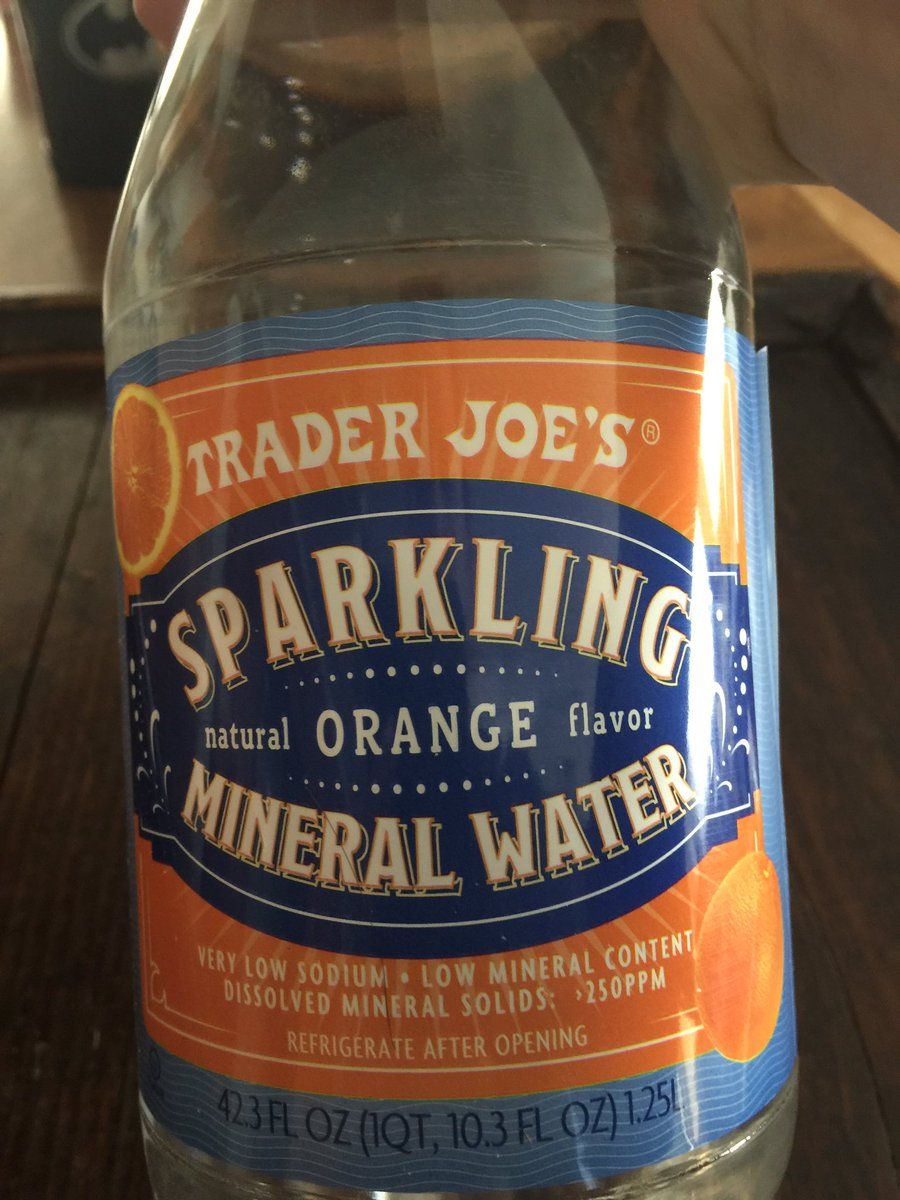 TRADER JOE'S®
SPARKLING
natural ORANGE flavor
MINERAL WATER
VERY LOW SODIUM • LOW MINERAL CONTENT
DISSOLVED MINERAL SOLIDS: >250PPM
REFRIGERATE AFTER OPENING
42.3 FL OZ (1QT, 10.3 FL OZ) 1.25L